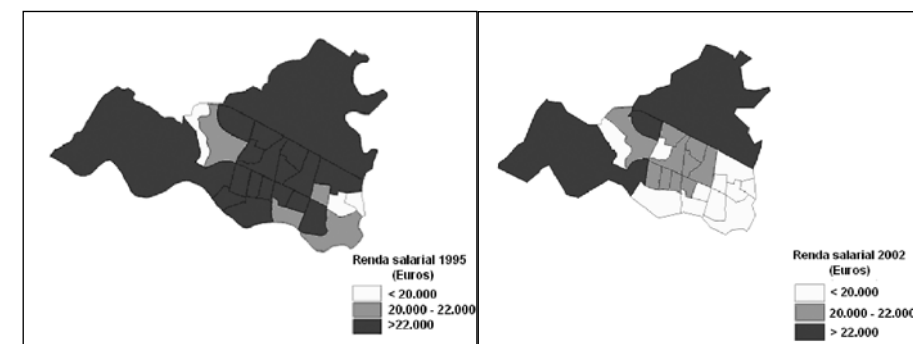 Renda salarial 1995
(Euros)
< 20.000
20.000 - 22.000
>22.000
Renda salarial 2002
(Euros)
< 20.000
20.000 - 22.000
> 22.000